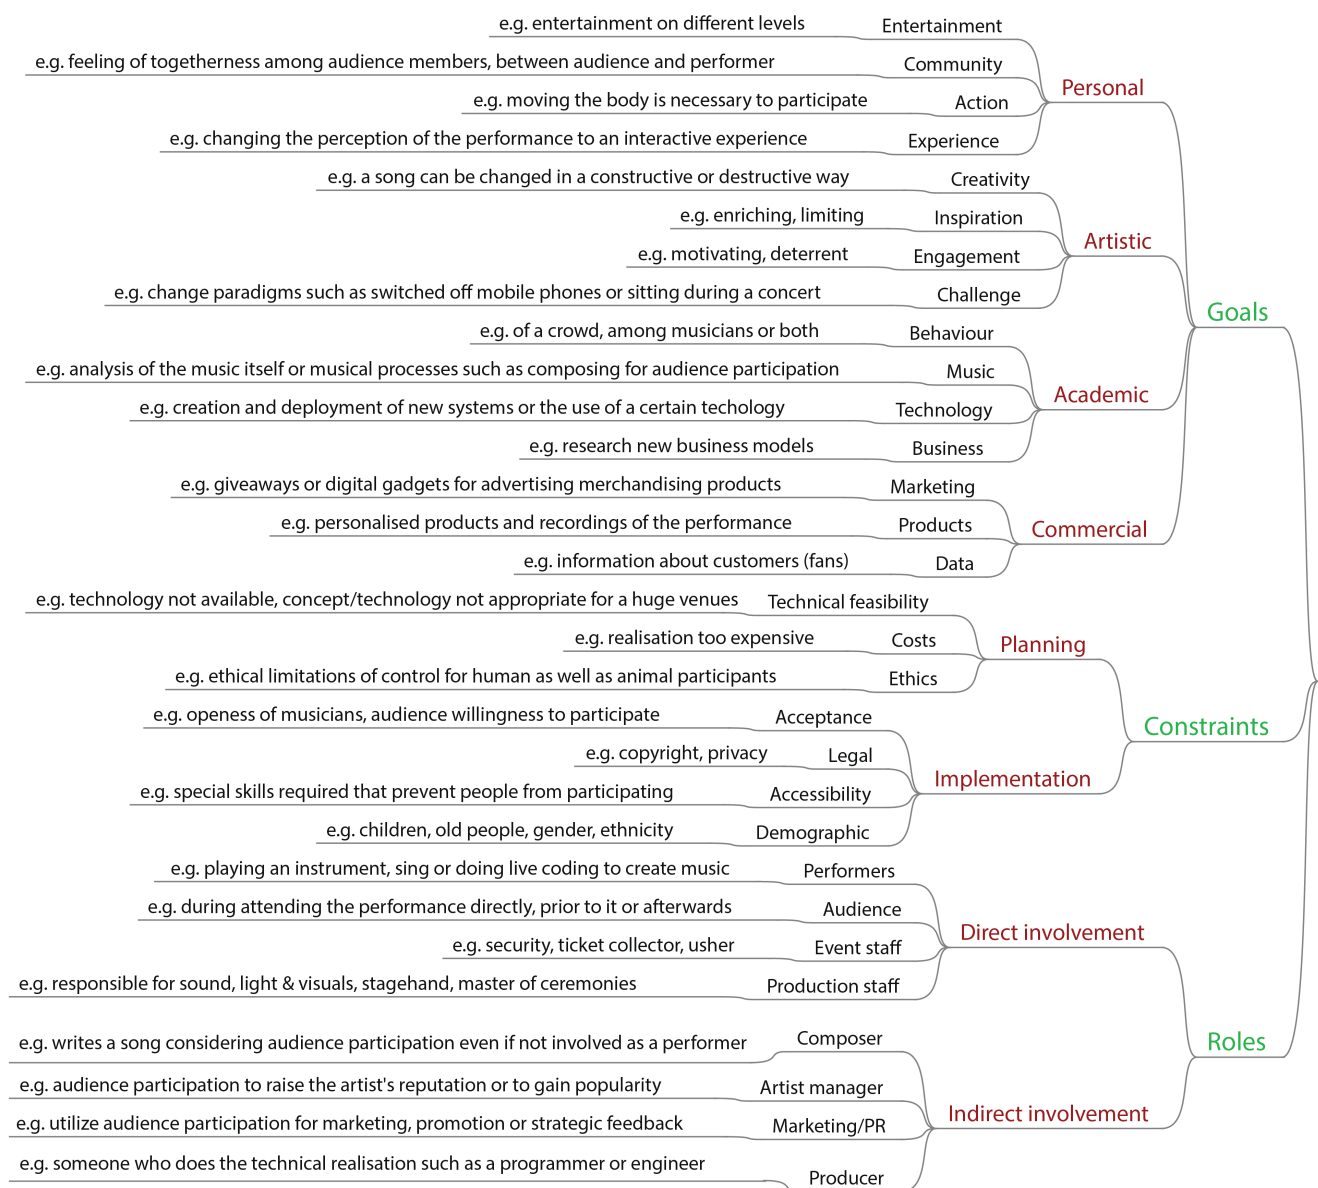 e.g. entertainment on different levels Entertainment
e.g. feeling of togetherness among audience members, between audience and performer Community
Personal
e.g. moving the body is necessary to participate Action
e.g. changing the perception of the performance to an interactive experience Experience
e.g. a song can be changed in a constructive or destructive way Creativity
e.g. enriching, limiting Inspiration
Artistic
e.g. motivating, deterrent Engagement
e.g. change paradigms such as switched off mobile phones or sitting during a concert Challenge
Goals
e.g. of a crowd, among musicians or both Behaviour
e.g. analysis of the music itself or musical processes such as composing for audience participation Music
Academic
e.g. creation and deployment of new systems or the use of a certain techology Technology
e.g. research new business models Business
e.g. giveaways or digital gadgets for advertising merchandising products Marketing
e.g. personalised products and recordings of the performance Products
Commercial
e.g. information about customers (fans) Data
e.g. technology not available, concept/technology not appropriate for a huge venues Technical feasibility
e.g. realisation too expensive Costs
Planning
e.g. ethical limitations of control for human as well as animal participants Ethics
e.g. openess of musicians, audience willingness to participate Acceptance
Constraints
e.g. copyright, privacy Legal
Implementation
e.g. special skills required that prevent people from participating Accessibility
e.g. children, old people, gender, ethnicity Demographic
e.g. playing an instrument, sing or doing live coding to create music Performers
e.g. during attending the performance directly, prior to it or afterwards Audience
Direct involvement
e.g. security, ticket collector, usher Event staff
e.g. responsible for sound, light & visuals, stagehand, master of ceremonies Production staff
e.g. writes a song considering audience participation even if not involved as a performer Composer
Roles
e.g. audience participation to raise the artist's reputation or to gain popularity Artist manager
Indirect involvement
e.g. utilize audience participation for marketing, promotion or strategic feedback Marketing/PR
e.g. someone who does the technical realisation such as a programmer or engineer Producer